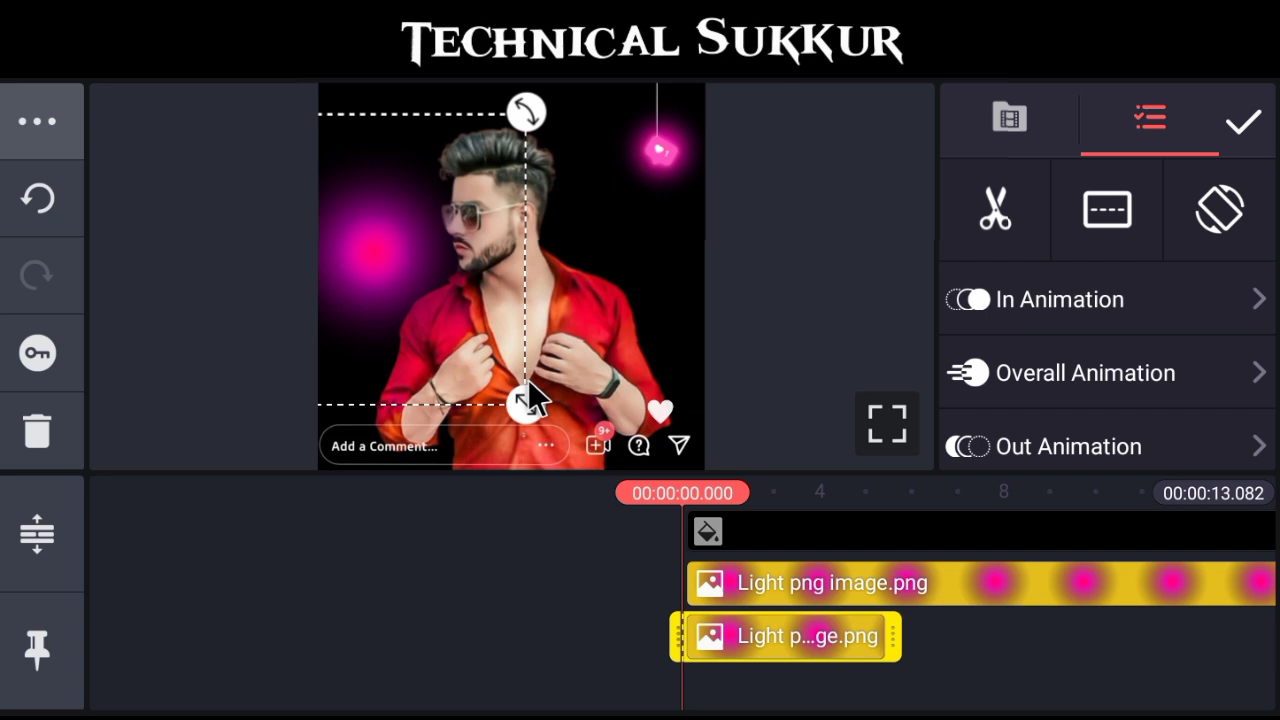 Technical Sukkur
In Animation
Overall Animation
Out Animation
Add a Comment...
9+
00:00:00.000
4
8
00:00:13.082
Light png image.png
Light p...ge.png